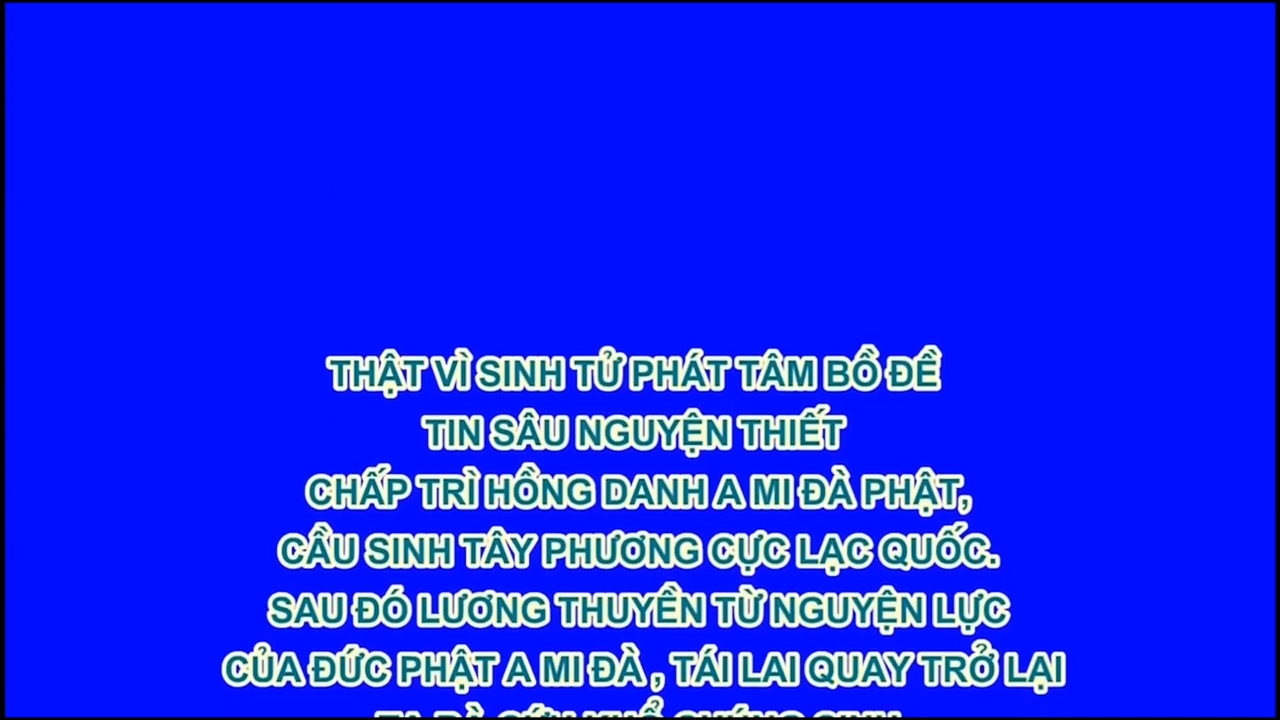 THẬT VÌ SINH TỬ PHÁT TÂM BỒ ĐỀ
TIN SÂU NGUYỆN THIẾT
CHẤP TRÌ HỒNG DANH A MI ĐÀ PHẬT,
CẦU SINH TÂY PHƯƠNG CỰC LẠC QUỐC.
SAU ĐÓ LƯƠNG THUYỀN TỪ NGUYỆN LỰC
CỦA ĐỨC PHẬT A MI ĐÀ , TÁI LAI QUAY TRỞ LẠI